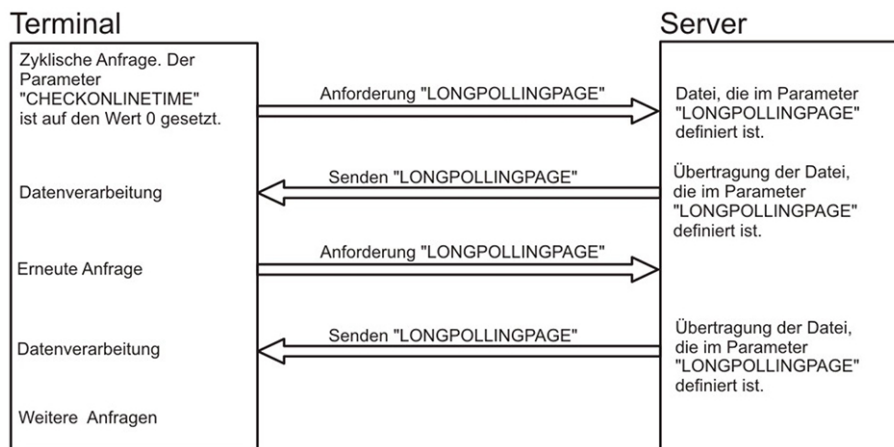 Terminal
Server
Zyklische Anfrage. Der
Parameter
"CHECKONLINETIME"
ist auf den Wert 0 gesetzt.
Anforderung "LONGPOLLINGPAGE"
Datei, die im Parameter
"LONGPOLLINGPAGE"
definiert ist.
Datenverarbeitung
Senden "LONGPOLLINGPAGE"
Übertragung der Datei,
die im Parameter
"LONGPOLLINGPAGE"
definiert ist.
Erneute Anfrage
Anforderung "LONGPOLLINGPAGE"
Datenverarbeitung
Senden "LONGPOLLINGPAGE"
Übertragung der Datei,
die im Parameter
"LONGPOLLINGPAGE"
definiert ist.
Weitere Anfragen